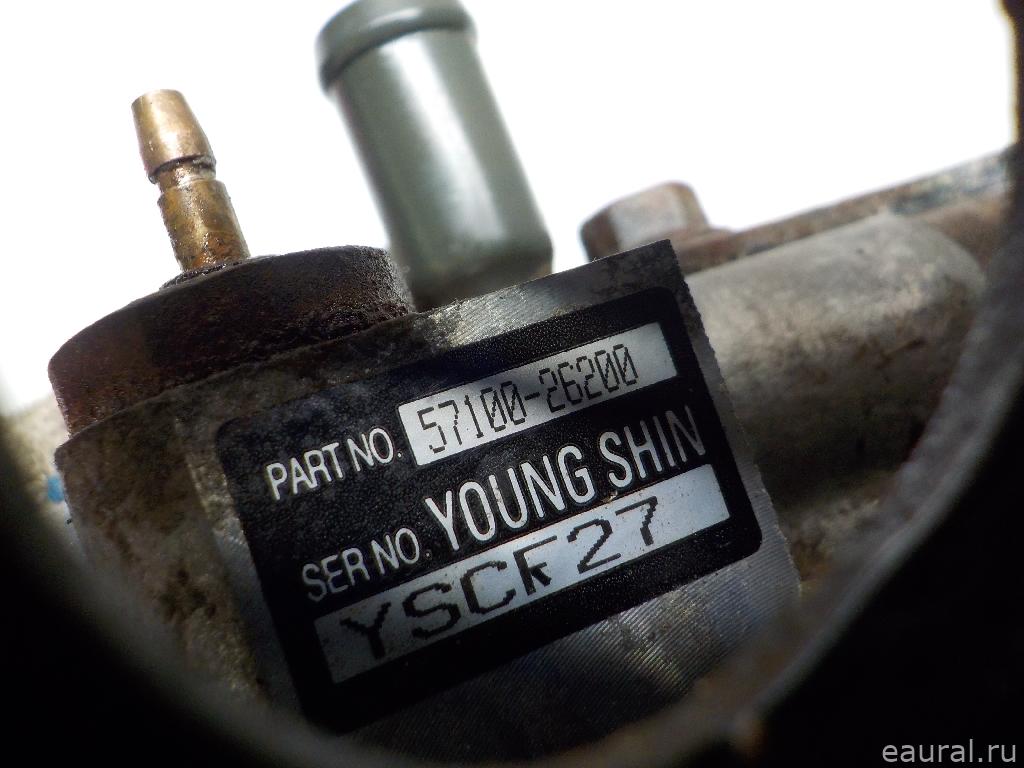 PART NO. 57100-26200
SER NO. YOUNG SHIN
YSCF27
eaural.ru